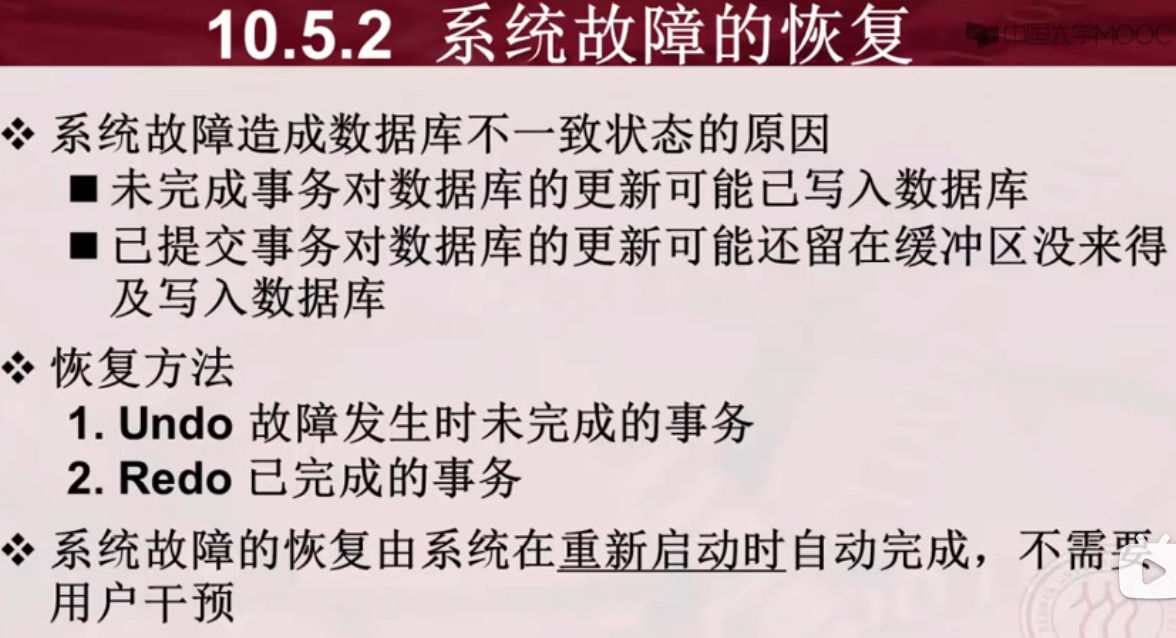 10.5.2 系统故障的恢复
中国大学MOOC
❖ 系统故障造成数据库不一致状态的原因
■ 未完成事务对数据库的更新可能已写入数据库
■ 已提交事务对数据库的更新可能还留在缓冲区没来得
及写入数据库
❖ 恢复方法
1. Undo 故障发生时未完成的事务
2. Redo 已完成的事务
❖ 系统故障的恢复由系统在重新启动时自动完成，不需要
用户干预